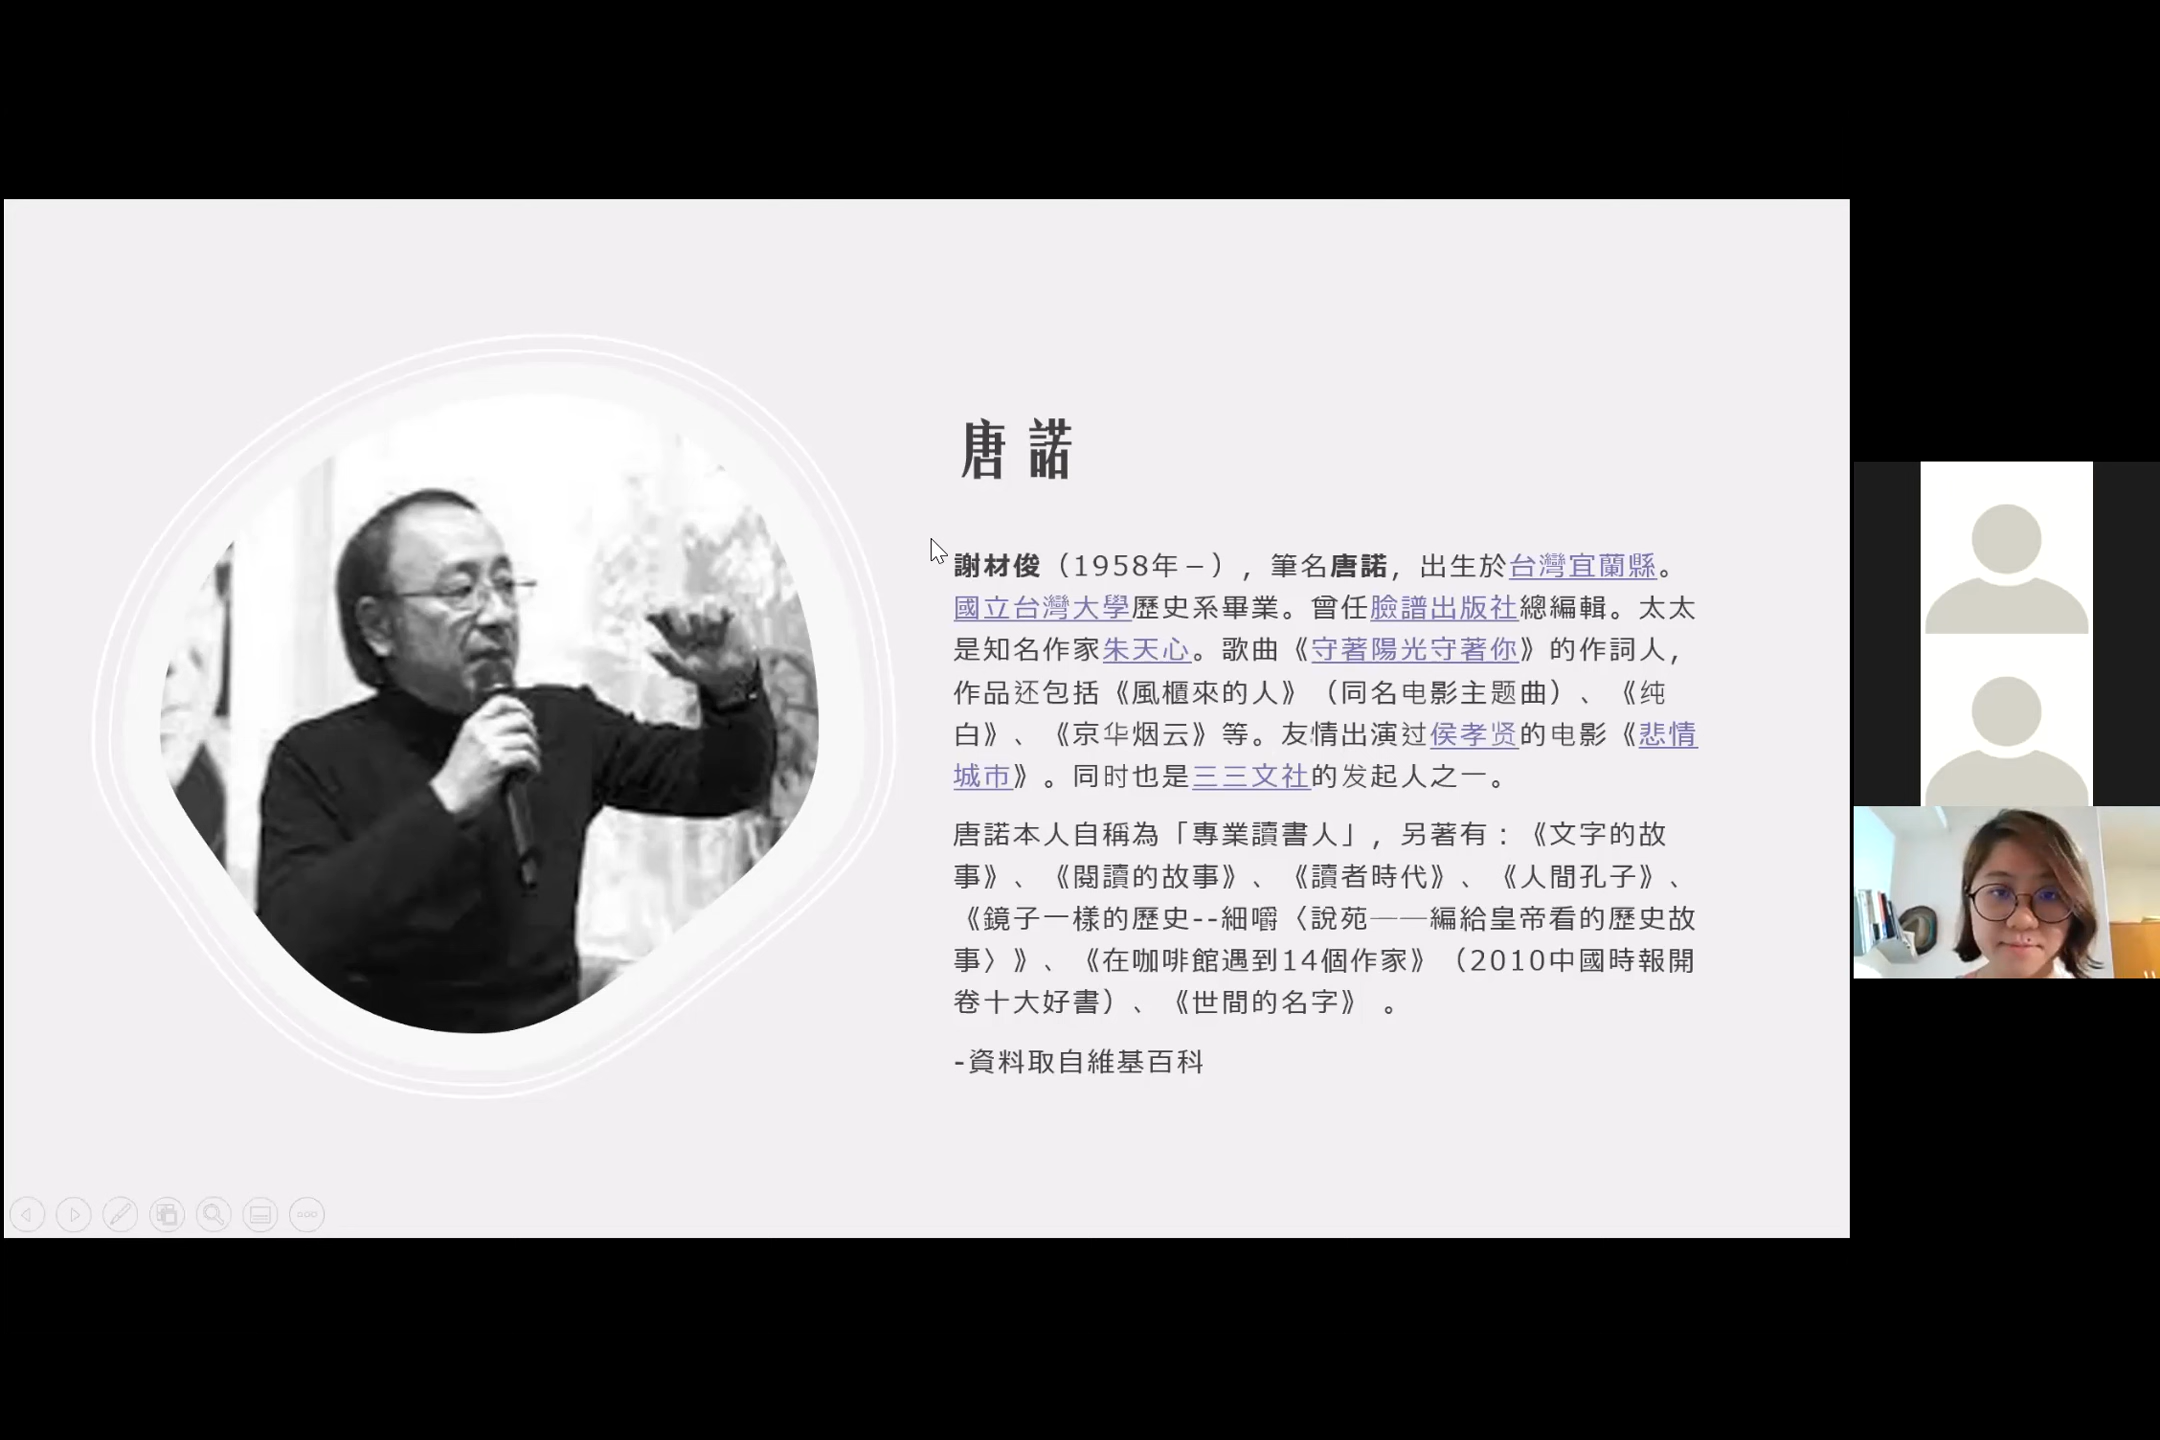 唐諾
謝材俊（1958年－），筆名唐諾，出生於台灣宜蘭縣。
國立台灣大學歷史系畢業。曾任臉譜出版社總編輯。太太
是知名作家朱天心。歌曲《守著陽光守著你》的作詞人，
作品还包括《風櫃來的人》（同名电影主题曲）、《纯
白》、《京华烟云》等。友情出演过侯孝贤的电影《悲情
城市》。同时也是三三文社的发起人之一。
唐諾本人自稱為「專業讀書人」，另著有：《文字的故
事》、《閱讀的故事》、《讀者時代》、《人間孔子》、
《鏡子一樣的歷史--細嚼〈說苑——編給皇帝看的歷史故
事〉》、《在咖啡館遇到14個作家》（2010中國時報開
卷十大好書）、《世間的名字》 。
-資料取自維基百科